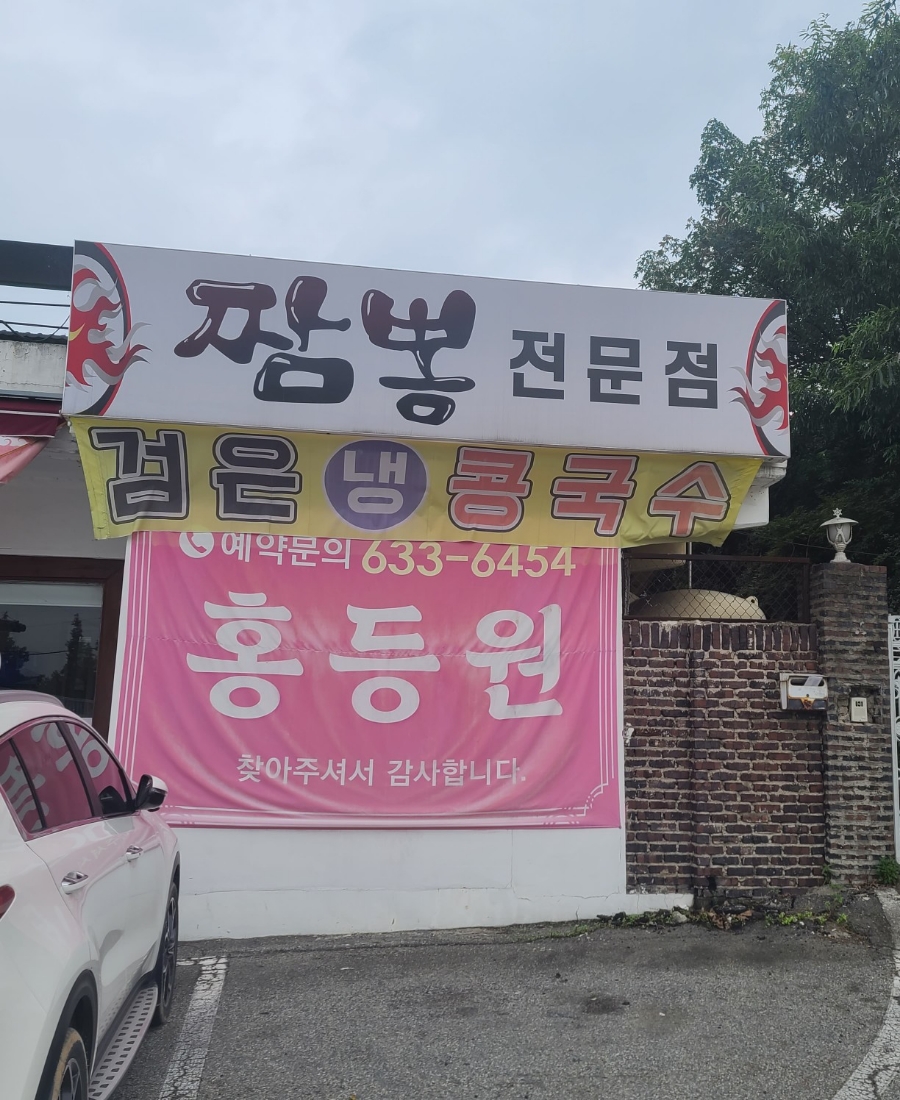 짬뽕 전문점
검은 냉 콩국수
예약문의 633-6454
홍등원
찾아주셔서 감사합니다.